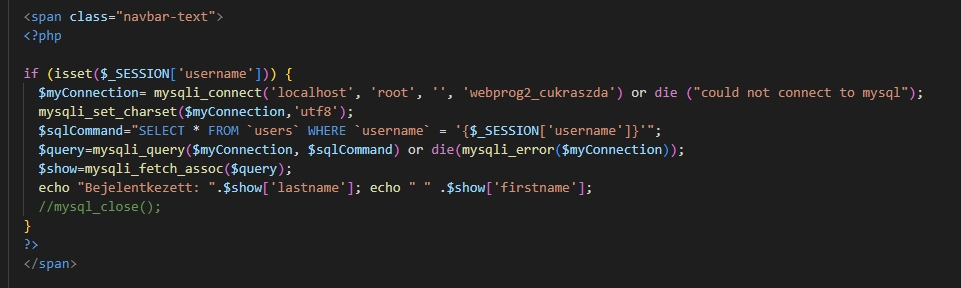 <span class="navbar-text">
<?php
if (isset($_SESSION['username'])) {
$myConnection= mysqli_connect('localhost', 'root', '', 'webprog2_cukraszda') or die ("could not connect to mysql");
mysqli_set_charset($myConnection,'utf8');
$sqlCommand="SELECT * FROM `users` WHERE `username` = '{$_SESSION['username']}'";
$query=mysqli_query($myConnection, $sqlCommand) or die(mysqli_error($myConnection));
$show=mysqli_fetch_assoc($query);
echo "Bejelentkezett: ".$show['lastname']; echo " " .$show['firstname'];
//mysql_close();
}
?>
</span>